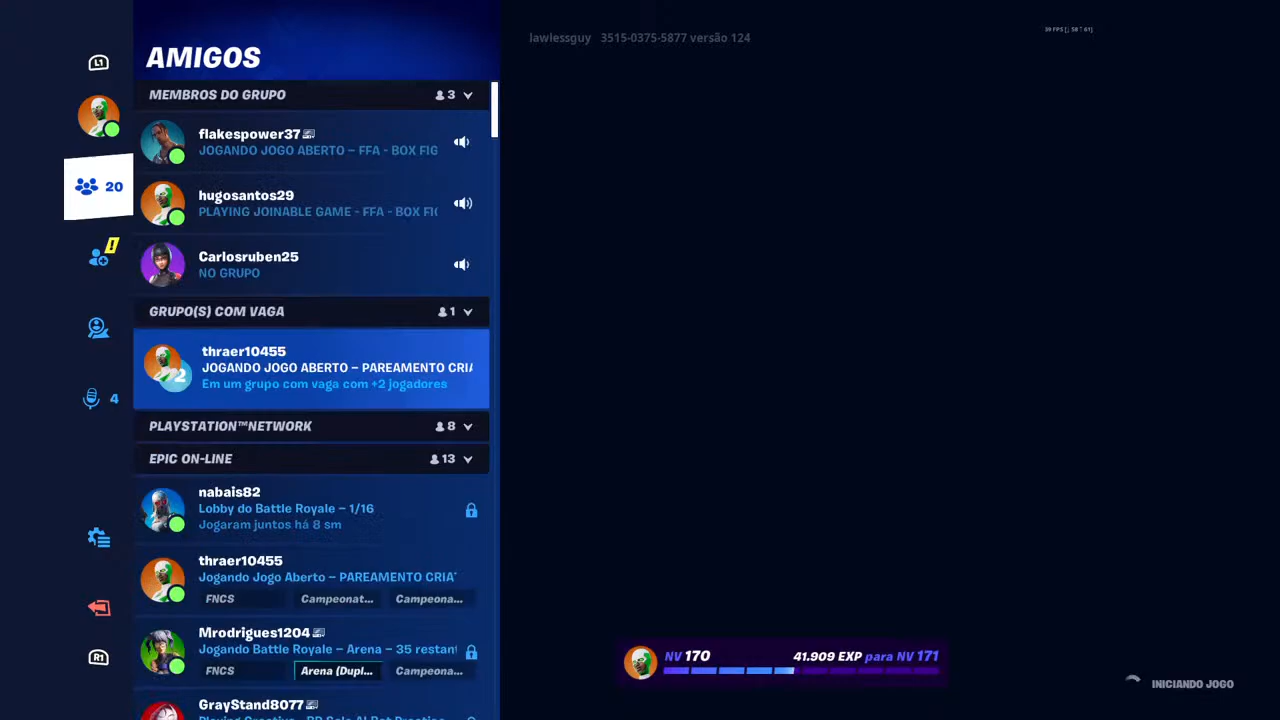 lawlessguy 3515-0375-5877 versão 124
L1
AMIGOS
MEMBROS DO GRUPO 3
flakespower37
JOGANDO JOGO ABERTO – FFA - BOX FIG
20
hugosantos29
PLAYING JOINABLE GAME - FFA - BOX FI
Carlosruben25
NO GRUPO
GRUPO(S) COM VAGA 1
thraer10455
JOGANDO JOGO ABERTO – PAREAMENTO CRIA
2
Em um grupo com vaga com +2 jogadores
4
PLAYSTATION™NETWORK 8
EPIC ON-LINE 13
nabais82
Lobby do Battle Royale – 1/16
Jogaram juntos há 8 sm
thraer10455
Jogando Jogo Aberto – PAREAMENTO CRIA
FNCS Campeonat... Campeona...
Mrodrigues1204
Jogando Battle Royale – Arena – 35 restant
FNCS Arena (Dupl... Campeona...
R1
NV 170 41.909 EXP para NV 171
INICIANDO JOGO
GrayStand8077